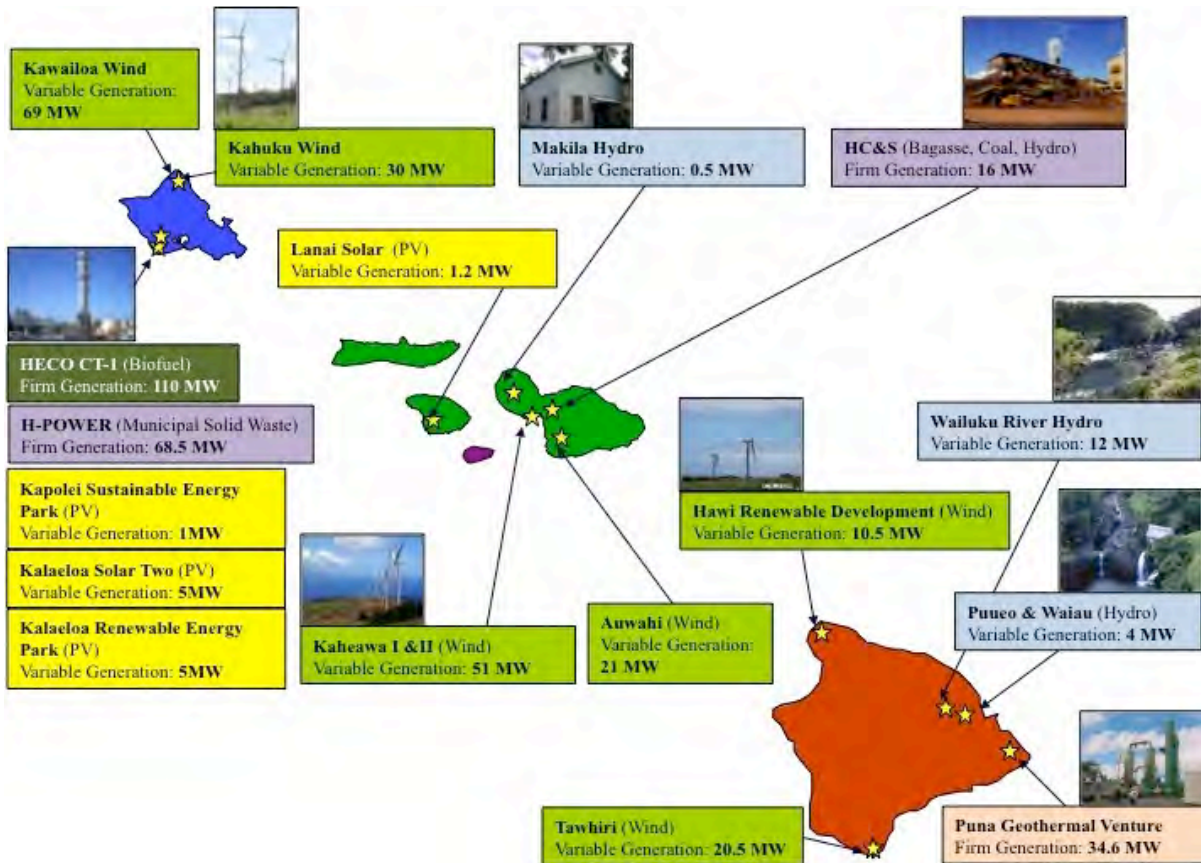 Kawailoa Wind
Variable Generation:
69 MW
Kahuku Wind
Variable Generation: 30 MW
Makila Hydro
Variable Generation: 0.5 MW
HC&S (Bagasse, Coal, Hydro)
Firm Generation: 16 MW
Lanai Solar (PV)
Variable Generation: 1.2 MW
HECO CT-1 (Biofuel)
Firm Generation: 110 MW
H-POWER (Municipal Solid Waste)
Firm Generation: 68.5 MW
Kapolei Sustainable Energy
Park (PV)
Variable Generation: 1MW
Kalaeloa Solar Two (PV)
Variable Generation: 5MW
Kalaeloa Renewable Energy
Park (PV)
Variable Generation: 5MW
Kaheawa I &II (Wind)
Variable Generation: 51 MW
Auwahi (Wind)
Variable Generation:
21 MW
Hawi Renewable Development (Wind)
Variable Generation: 10.5 MW
Wailuku River Hydro
Variable Generation: 12 MW
Puueo & Waiau (Hydro)
Variable Generation: 4 MW
Tawhiri (Wind)
Variable Generation: 20.5 MW
Puna Geothermal Venture
Firm Generation: 34.6 MW